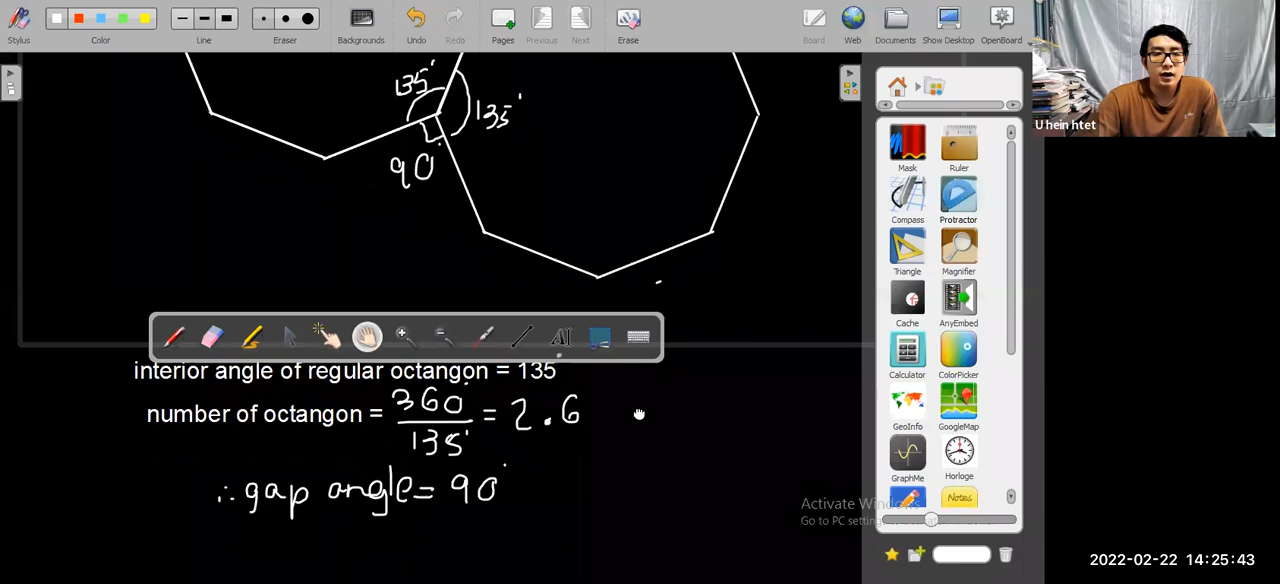 Stylus
Color
Line
Eraser
Backgrounds
Undo
Redo
Pages
Previous
Next
Erase
Board
Web
Documents
Show Desktop
OpenBoard
U hein htet
135°
135°
90°
Mask
Ruler
Compass
Protractor
Triangle
Magnifier
Cache
AnyEmbed
Calculator
ColorPicker
GeoInfo
GoogleMap
GraphMe
Horloge
Notes
AI
interior angle of regular octangon = 135
number of octangon = 360° / 135° = 2.6
∴ gap angle = 90°
Activate Windows
Go to PC setting
2022-02-22 14:25:43